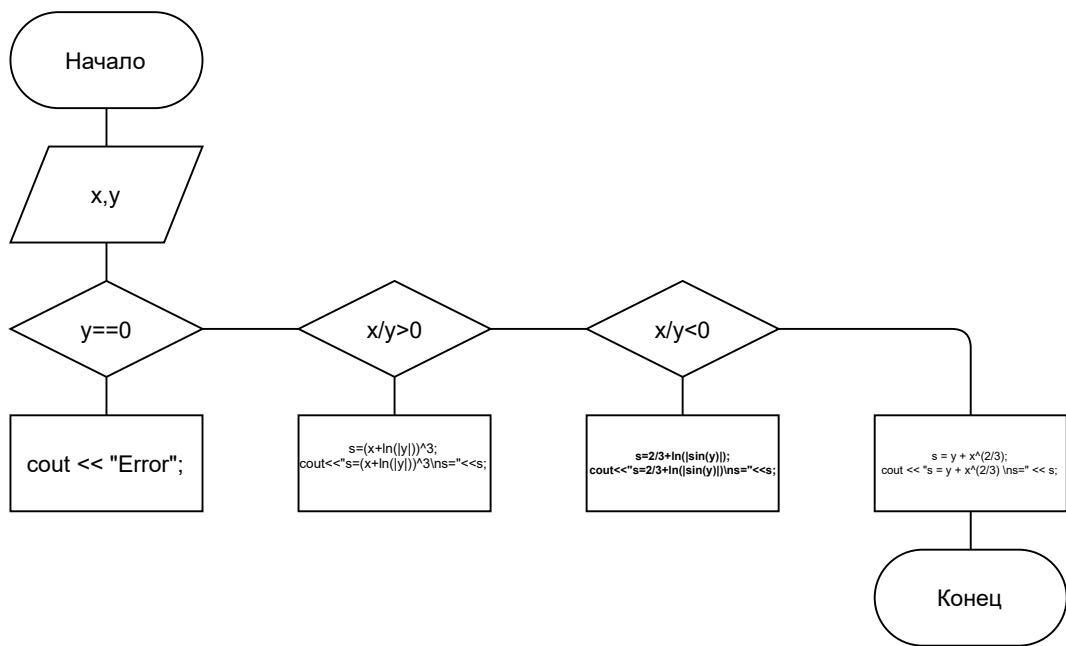 Начало
x,y
y==0
x/y>0
x/y<0
cout << "Error";
s=(x+ln(|y|))^3;
cout<<"s=(x+ln(|y|))^3\ns="<<s;
s=2/3+ln(|sin(y)|);
cout<<"s=2/3+ln(|sin(y)|)\ns="<<s;
s = y + x^(2/3);
cout << "s = y + x^(2/3) \ns=" << s;
Конец